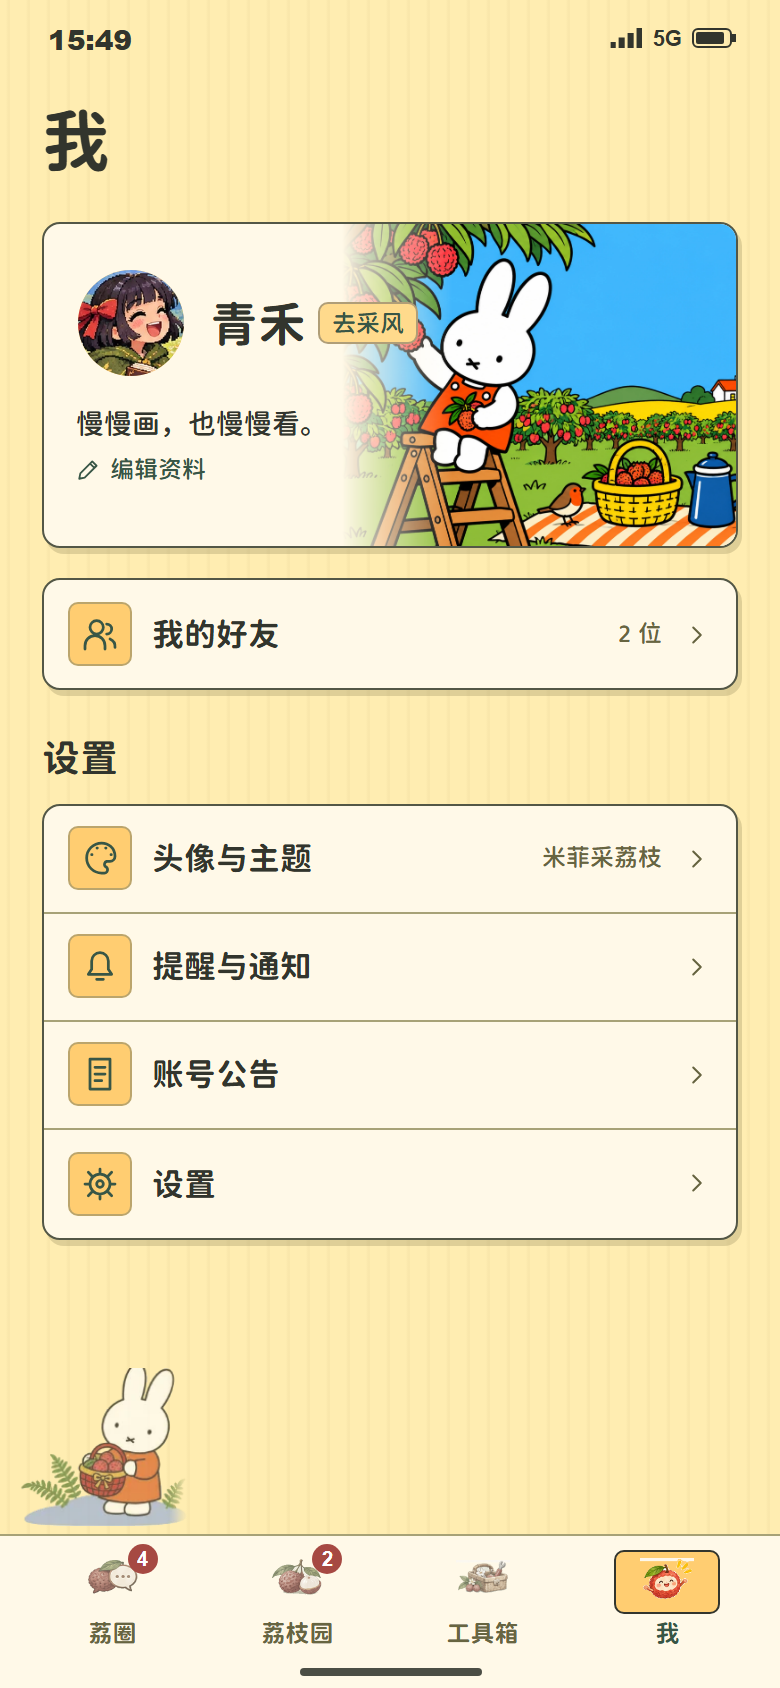 15:49
5G
我
青禾
去采风
慢慢画，也慢慢看。
编辑资料
我的好友
2 位
设置
头像与主题
米菲采荔枝
提醒与通知
账号公告
设置
4
2
荔圈
荔枝园
工具箱
我